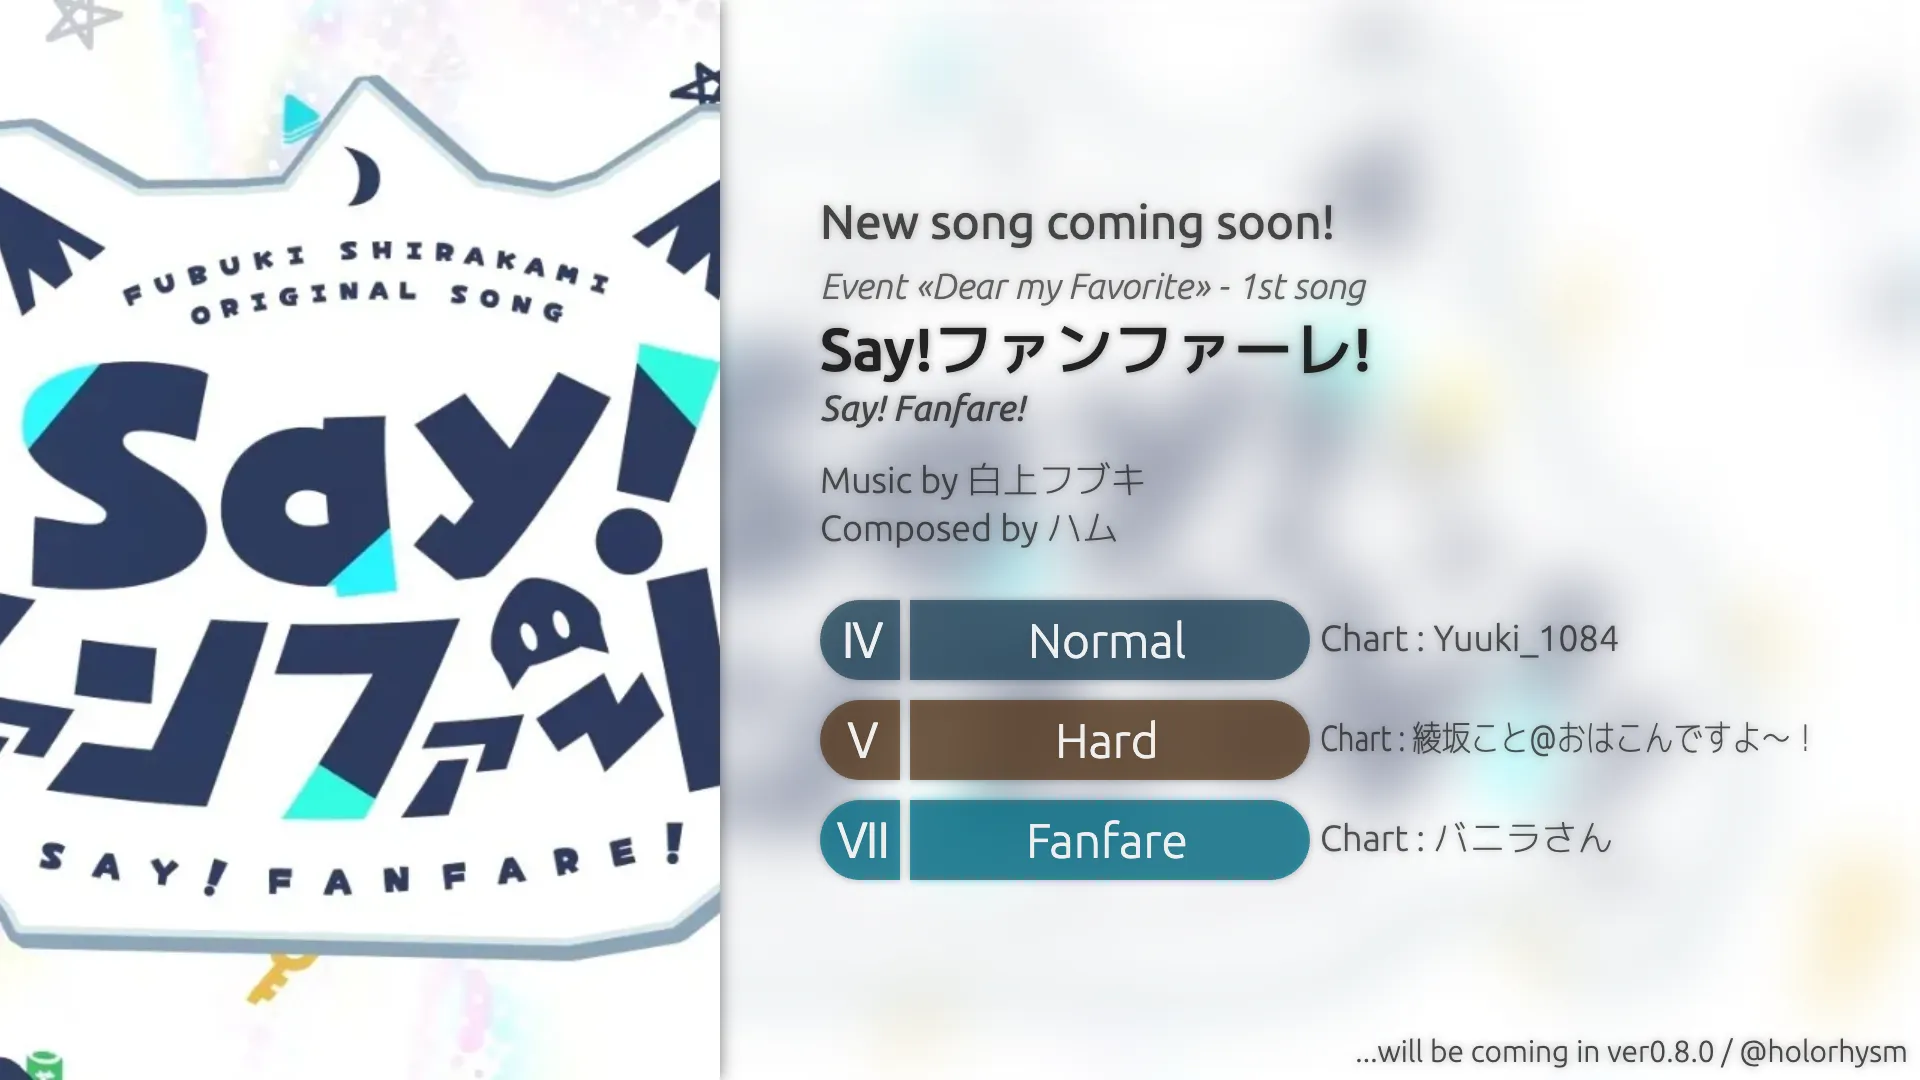 FUBUKI SHIRAKAMI
ORIGINAL SONG
Say!
ァンファーレ
SAY! FANFARE!
New song coming soon!
Event «Dear my Favorite» - 1st song
Say!ファンファーレ!
Say! Fanfare!
Music by 白上フブキ
Composed by ハム
Ⅳ Normal Chart : Yuuki_1084
Ⅴ Hard Chart : 綾坂こと@おはこんですよ〜！
Ⅶ Fanfare Chart : バニラさん
...will be coming in ver0.8.0 / @holorhysm